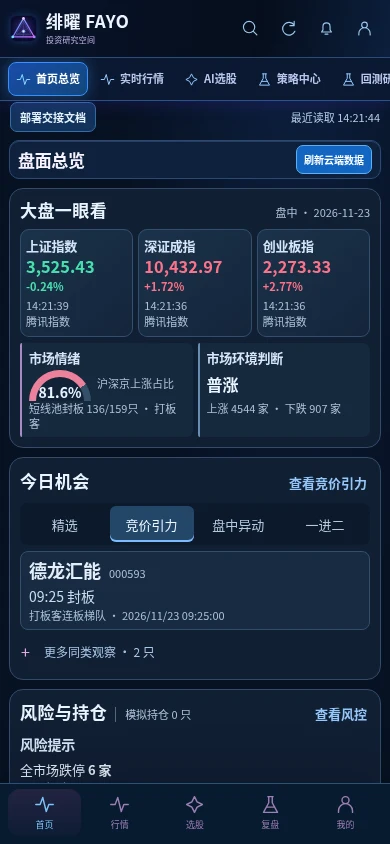 绯曜 FAYO
投资研究空间
首页总览
实时行情
AI选股
策略中心
回测研
部署交接文档
最近读取 14:21:44
盘面总览
刷新云端数据
大盘一眼看
盘中 · 2026-11-23
上证指数
3,525.43
-0.24%
14:21:39
腾讯指数
深证成指
10,432.97
+1.72%
14:21:36
腾讯指数
创业板指
2,273.33
+2.77%
14:21:36
腾讯指数
市场情绪
81.6%
沪深京上涨占比
短线池封板 136/159只 · 打板
客
市场环境判断
普涨
上涨 4544 家 · 下跌 907 家
今日机会
查看竞价引力
精选
竞价引力
盘中异动
一进二
德龙汇能 000593
09:25 封板
打板客连板梯队 · 2026/11/23 09:25:00
+ 更多同类观察 · 2 只
风险与持仓
模拟持仓 0 只
查看风控
风险提示
全市场跌停 6 家
首页
行情
选股
复盘
我的